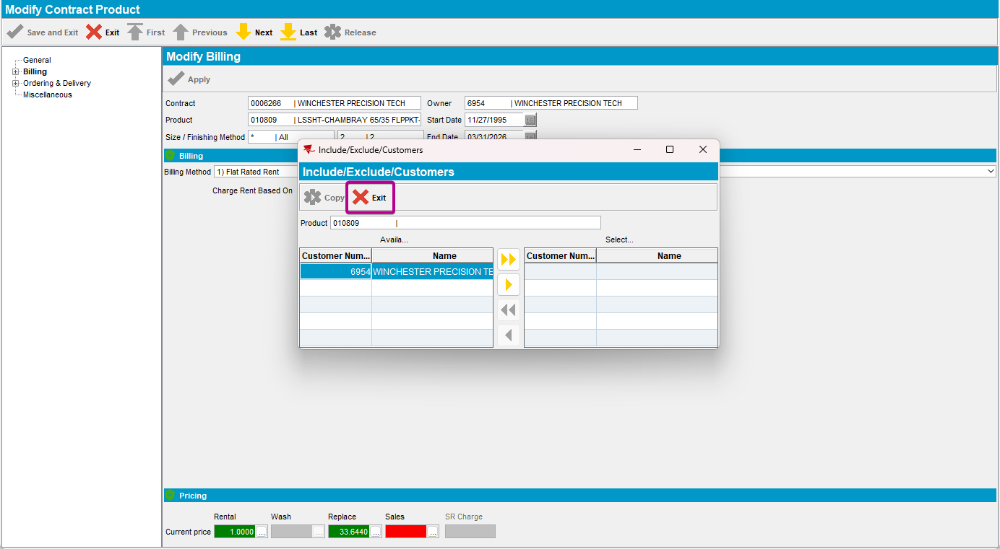 Modify Contract Product
Save and Exit Exit First Previous Next Last Release
General
Billing
Ordering & Delivery
Miscellaneous
Modify Billing
Apply
Contract 0006266 | WINCHESTER PRECISION TECH Owner 6954 | WINCHESTER PRECISION TECH
Product 010809 | LSSHT-CHAMBRAY 65/35 FLPPKT- Start Date 11/27/1995
Size / Finishing Method * | All 2 | 2 End Date 03/31/2026
Billing
Billing Method 1) Flat Rated Rent
Charge Rent Based On
Include/Exclude/Customers
Include/Exclude/Customers
Copy Exit
Product 010809 |
Availa... Select...
Customer Num... Name Customer Num... Name
6954 WINCHESTER PRECISION TE
Pricing
Rental Wash Replace Sales SR Charge
Current price 1.0000 ... ... 33.6440 ... ...